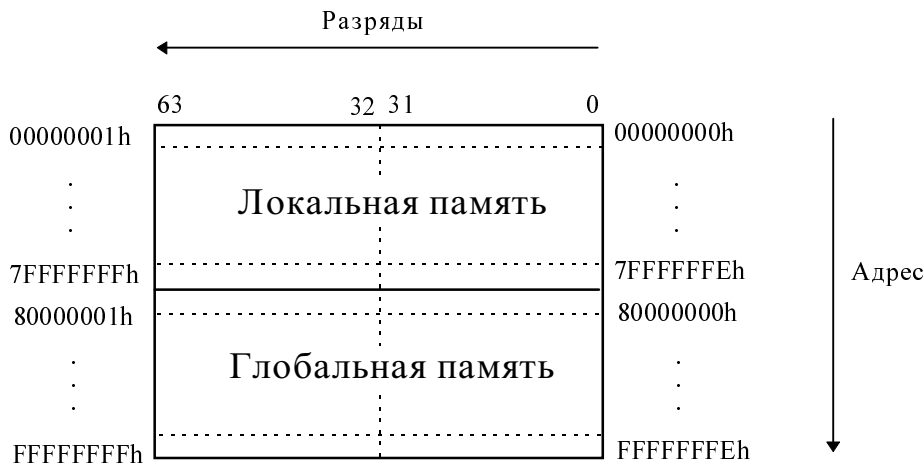 Разряды
63 32 31 0
00000001h 00000000h
. .
. .
. .
Локальная память
7FFFFFFFh 7FFFFFFEh
Адрес
80000001h 80000000h
Глобальная память
. .
. .
. .
FFFFFFFFh FFFFFFFEh